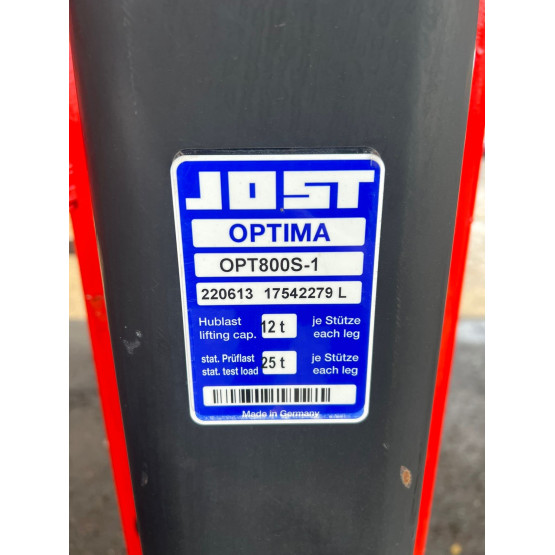 JOST
OPTIMA
OPT800S-1
220613 17542279 L
Hublast 12 t je Stütze
lifting cap. each leg
stat. Prüflast 25 t je Stütze
stat. test load each leg
Made in Germany